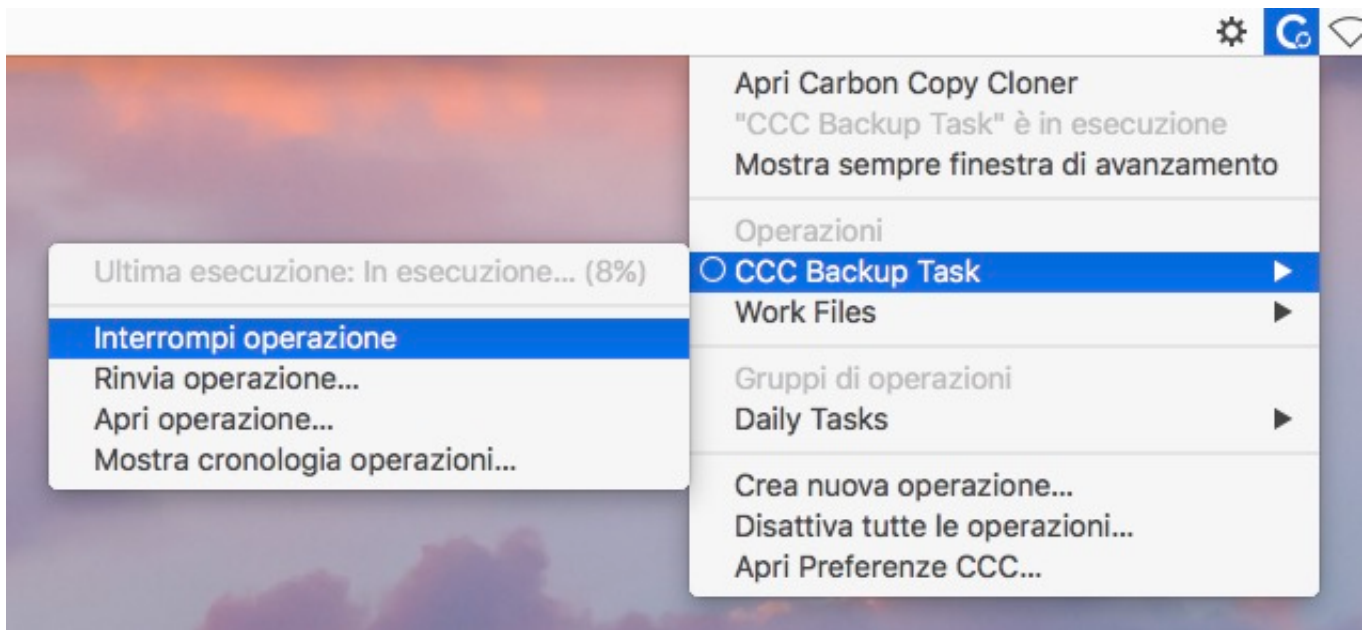 Apri Carbon Copy Cloner
"CCC Backup Task" è in esecuzione
Mostra sempre finestra di avanzamento
Operazioni
CCC Backup Task
Work Files
Gruppi di operazioni
Daily Tasks
Crea nuova operazione...
Disattiva tutte le operazioni...
Apri Preferenze CCC...
Ultima esecuzione: In esecuzione... (8%)
Interrompi operazione
Rinvia operazione...
Apri operazione...
Mostra cronologia operazioni...